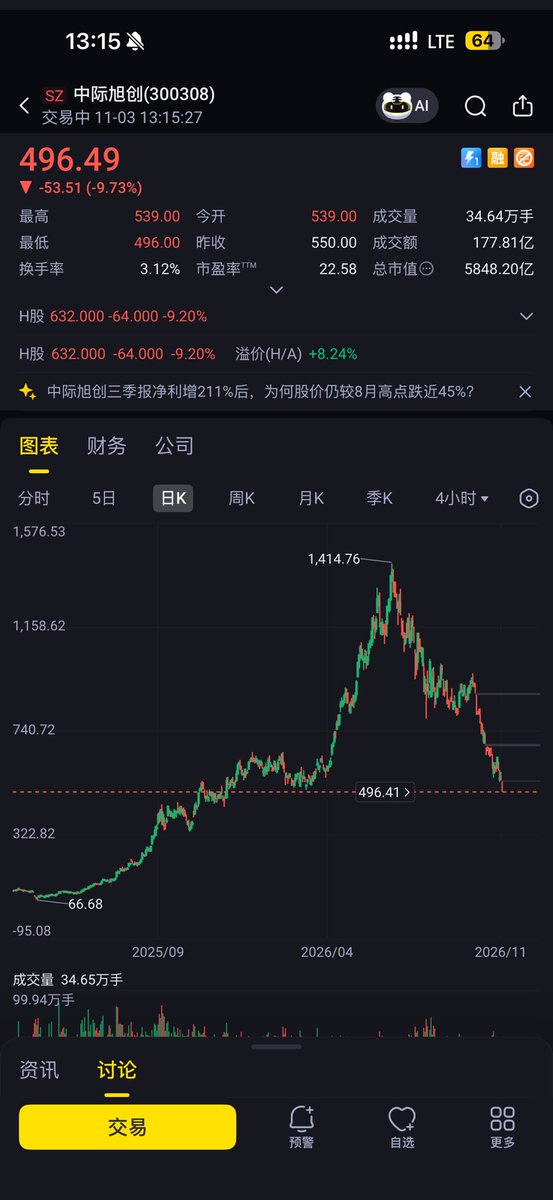 13:15 LTE 64
SZ 中际旭创(300308)
交易中 11-03 13:15:27
AI
496.49
-53.51 (-9.73%)
1 融
最高 539.00 今开 539.00 成交量 34.64万手
最低 496.00 昨收 550.00 成交额 177.81亿
换手率 3.12% 市盈率TTM 22.58 总市值 5848.20亿
H股 632.000 -64.000 -9.20%
H股 632.000 -64.000 -9.20% 溢价(H/A) +8.24%
中际旭创三季报净利增211%后，为何股价仍较8月高点跌近45%?
图表 财务 公司
分时 5日 日K 周K 月K 季K 4小时
1,576.53
1,414.76
1,158.62
740.72
496.41
322.82
66.68
-95.08
2025/09 2026/04 2026/11
成交量 34.65万手
99.94万手
资讯 讨论
交易 预警 自选 更多